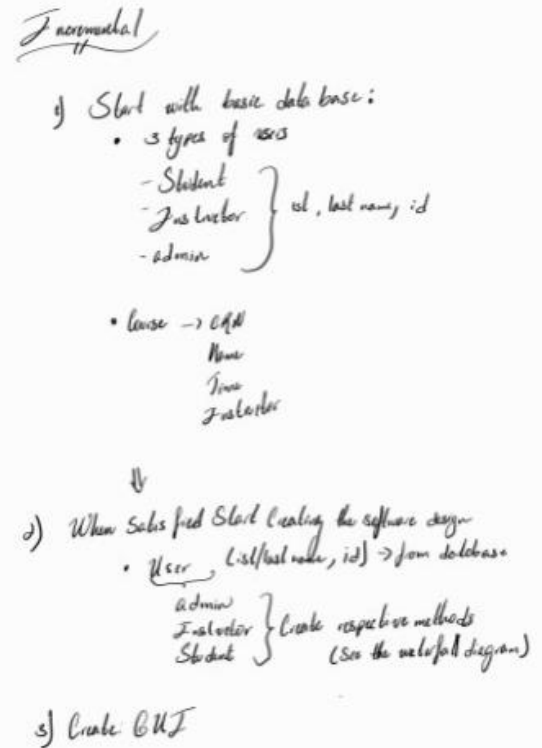 Incremental
1) Start with basic data base:
• 3 types of users
- Student
- Instructor
- admin
1st, last name, id
• Course -> CRN
Name
Time
Instructor
⇓
2) When Satisfied Start Creating the software design
• User (1st/last name, id) -> from database
admin
Instructor
Student
Create respective methods
(See the waterfall diagram)
3) Create GUI